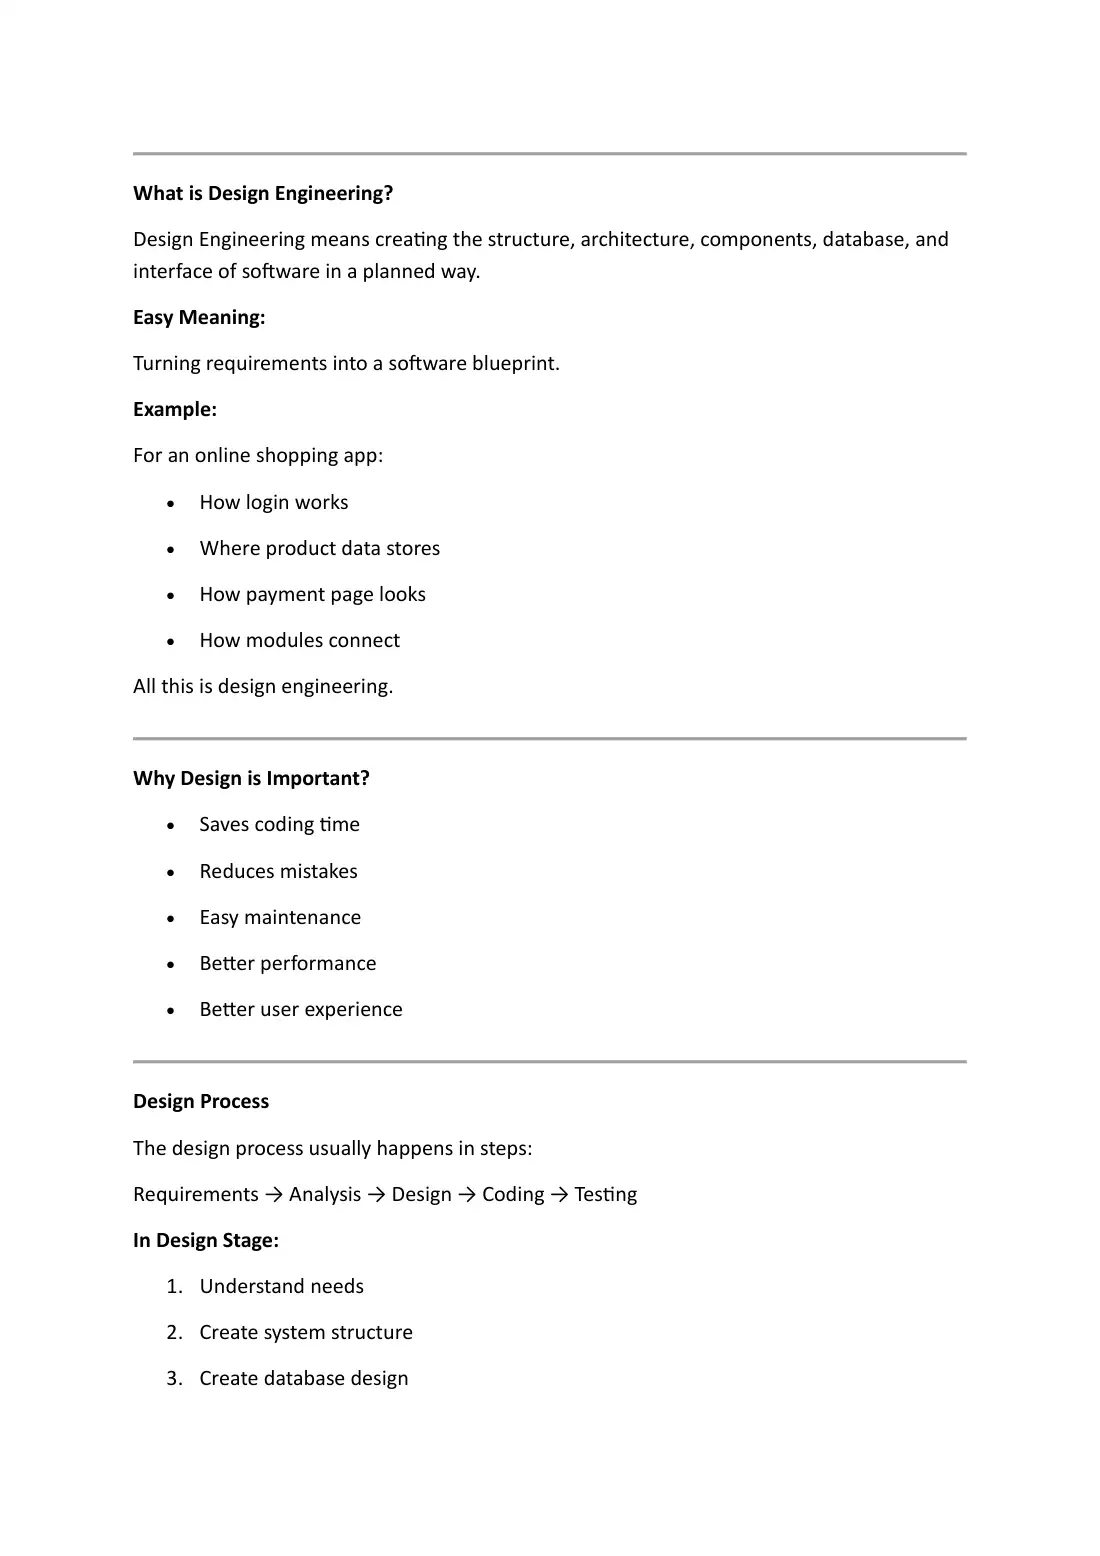 What is Design Engineering?
Design Engineering means creating the structure, architecture, components, database, and
interface of software in a planned way.
Easy Meaning:
Turning requirements into a software blueprint.
Example:
For an online shopping app:
• How login works
• Where product data stores
• How payment page looks
• How modules connect
All this is design engineering.
Why Design is Important?
• Saves coding time
• Reduces mistakes
• Easy maintenance
• Better performance
• Better user experience
Design Process
The design process usually happens in steps:
Requirements → Analysis → Design → Coding → Testing
In Design Stage:
1. Understand needs
2. Create system structure
3. Create database design